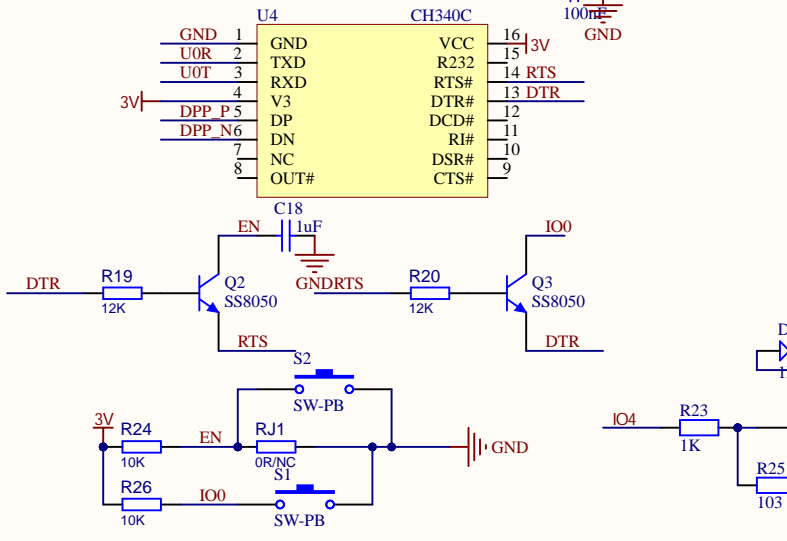 U4
CH340C
100nF
GND
GND 1 GND
VCC 16 3V
U0R 2 TXD
R232 15
U0T 3 RXD
RTS# 14 RTS
3V 4 V3
DTR# 13 DTR
DPP_P 5 DP
DCD# 12
DPP_N 6 DN
RI# 11
7 NC
DSR# 10
8 OUT#
CTS# 9
C18
1uF
EN
GND
DTR
R19
12K
Q2
SS8050
RTS
IO0
RTS
R20
12K
Q3
SS8050
DTR
S2
SW-PB
3V
R24
10K
EN
RJ1
0R/NC
GND
R26
10K
IO0
S1
SW-PB
IO4
R23
1K
R25
103
D